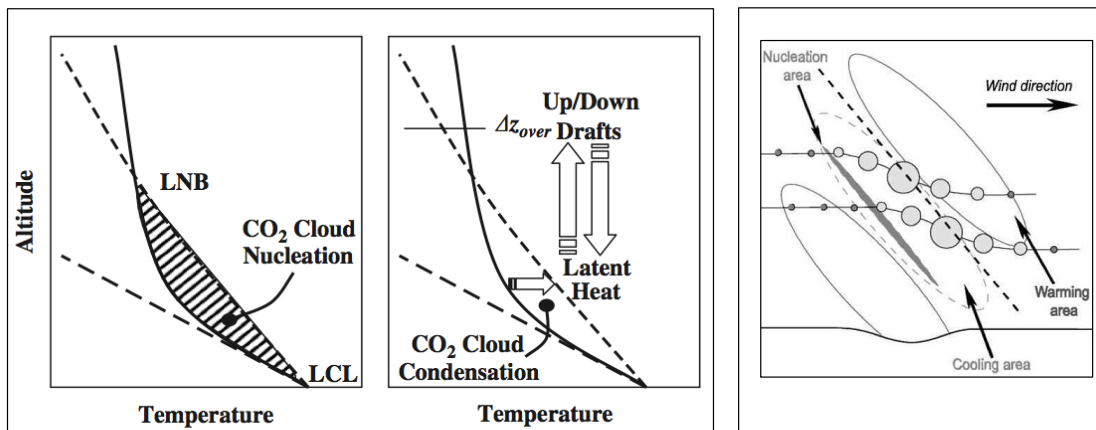 Altitude
LNB
CO2 Cloud
Nucleation
LCL
Temperature
Up/Down
Δzover Drafts
Latent
Heat
CO2 Cloud
Condensation
Temperature
Nucleation
area
Wind direction
Warming
area
Cooling area